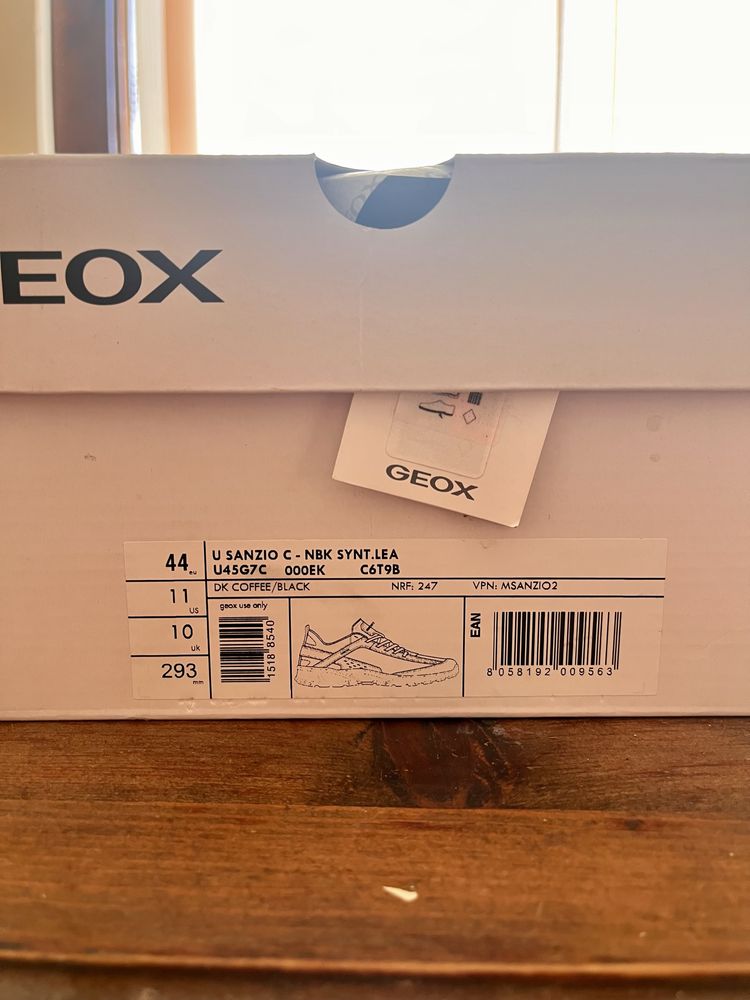 EOX
GEOX
44 eu
U SANZIO C - NBK SYNT.LEA
U45G7C 000EK C6T9B
11 US
DK COFFEE/BLACK NRF: 247 VPN: MSANZIO2
10 uk
geox use only
1518 8540
EAN
8 058192 009563
293 mm